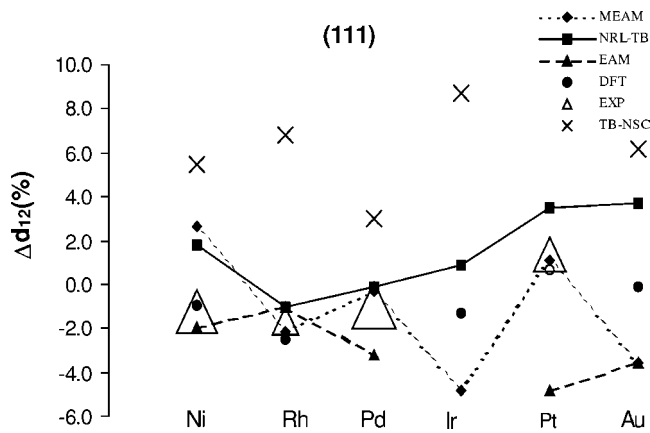 (111)
MEAM
NRL-TB
EAM
DFT
EXP
TB-NSC
10.0
8.0
6.0
4.0
2.0
0.0
-2.0
-4.0
-6.0
Δd12(%)
Ni Rh Pd Ir Pt Au